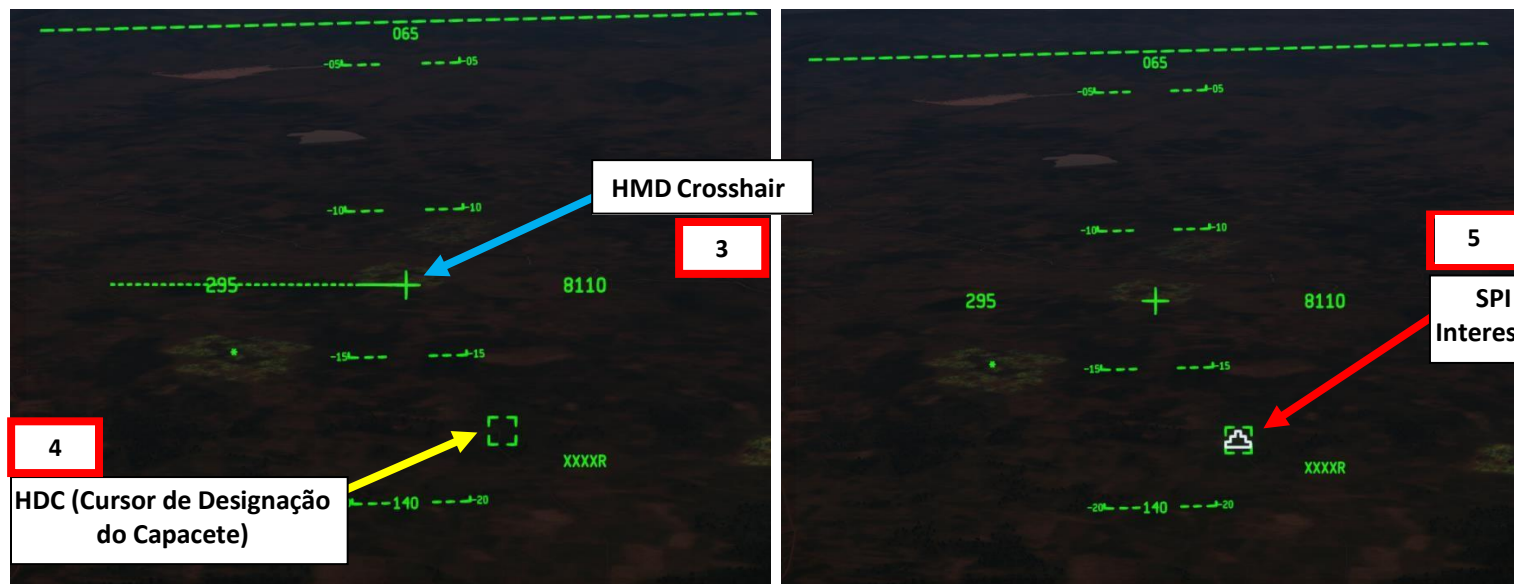 065
-05 -05
HMD Crosshair
3
-10 -10
295 8110
-15 -15
4
XXXXR
HDC (Cursor de Designação
do Capacete)
140 -20
065
-05 -05
-10 -10
5
SPI
295 8110
-15 -15
XXXXR
-20 140 -20